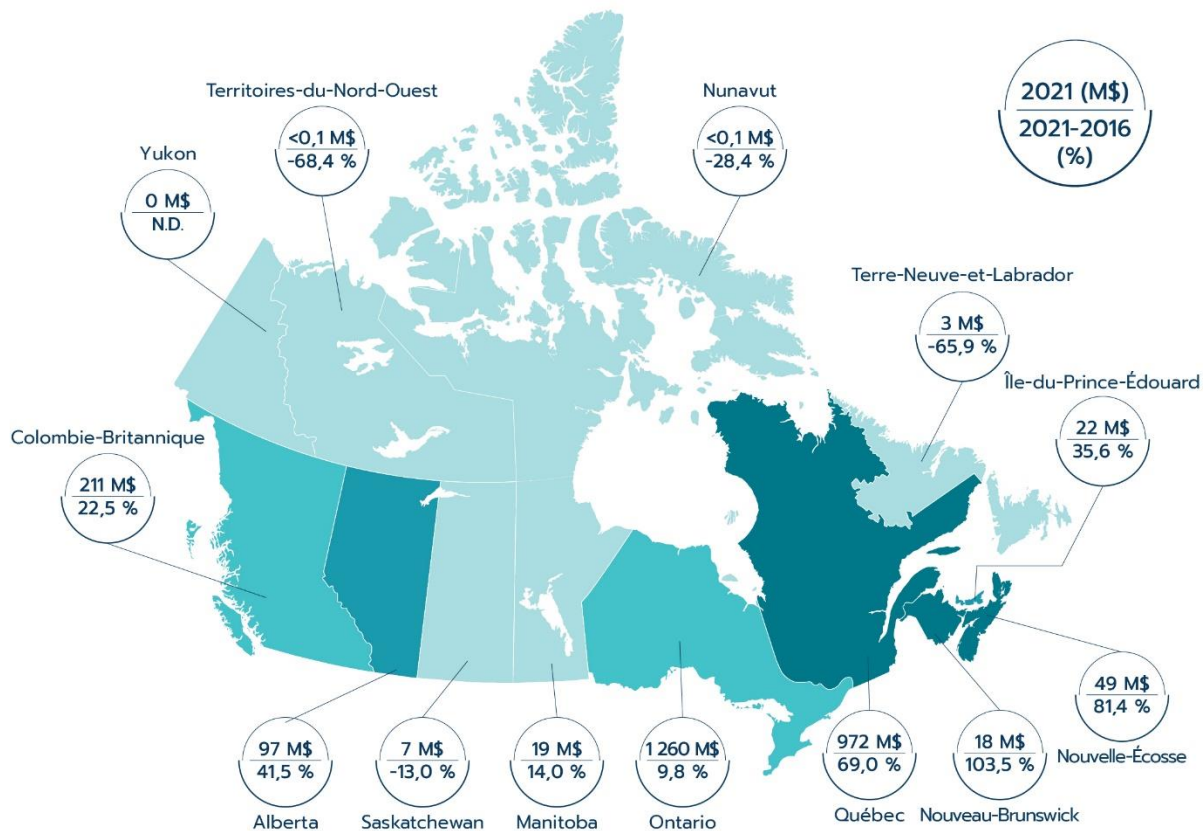 2021 (M$)
2021-2016
(%)
Territoires-du-Nord-Ouest
<0,1 M$
-68,4 %
Nunavut
<0,1 M$
-28,4 %
Yukon
0 M$
N.D.
Terre-Neuve-et-Labrador
3 M$
-65,9 %
Île-du-Prince-Édouard
22 M$
35,6 %
Colombie-Britannique
211 M$
22,5 %
97 M$
41,5 %
Alberta
7 M$
-13,0 %
Saskatchewan
19 M$
14,0 %
Manitoba
1 260 M$
9,8 %
Ontario
972 M$
69,0 %
Québec
18 M$
103,5 %
Nouveau-Brunswick
49 M$
81,4 %
Nouvelle-Écosse